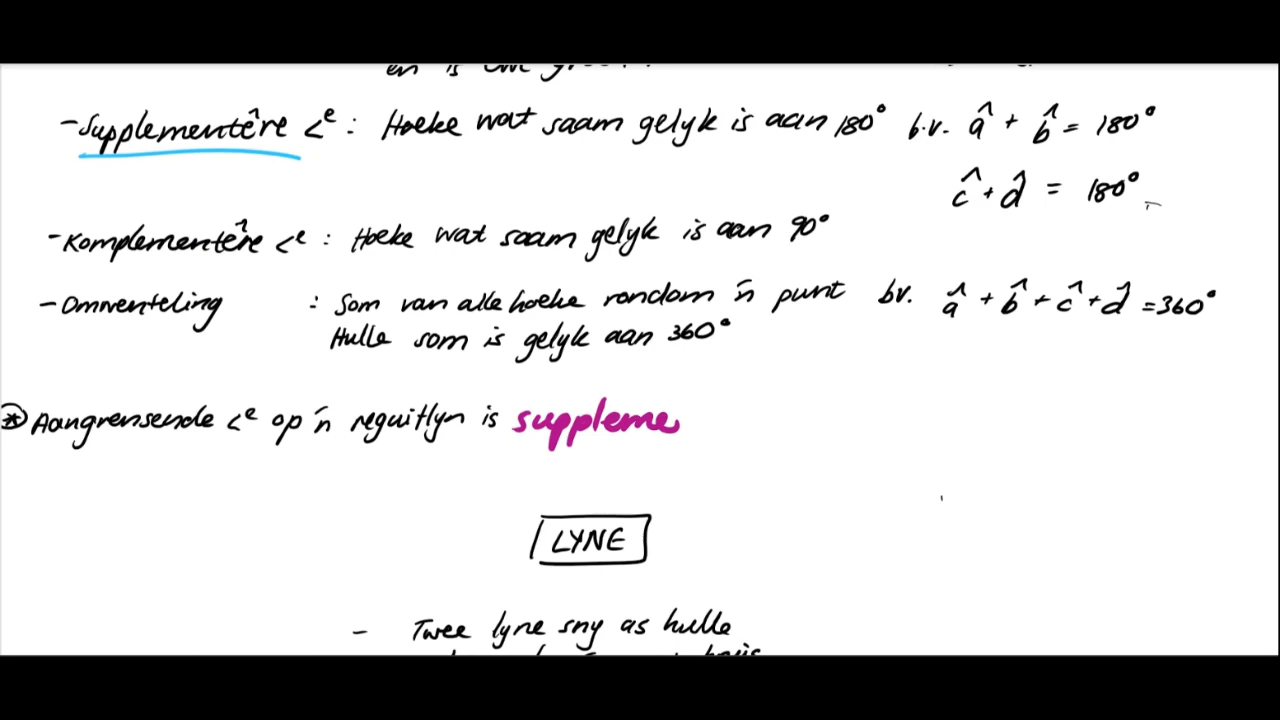 - Supplementêre <e : Hoeke wat saam gelyk is aan 180° b.v. â + b̂ = 180°
ĉ + d̂ = 180°
- Komplementêre <e : Hoeke wat saam gelyk is aan 90°
- Omwenteling : Som van alle hoeke rondom 'n punt bv. â + b̂ + ĉ + d̂ = 360°
Hulle som is gelyk aan 360°
* Aangrensende <e op 'n reguitlyn is suppleme
LYNE
- Twee lyne sny as hulle